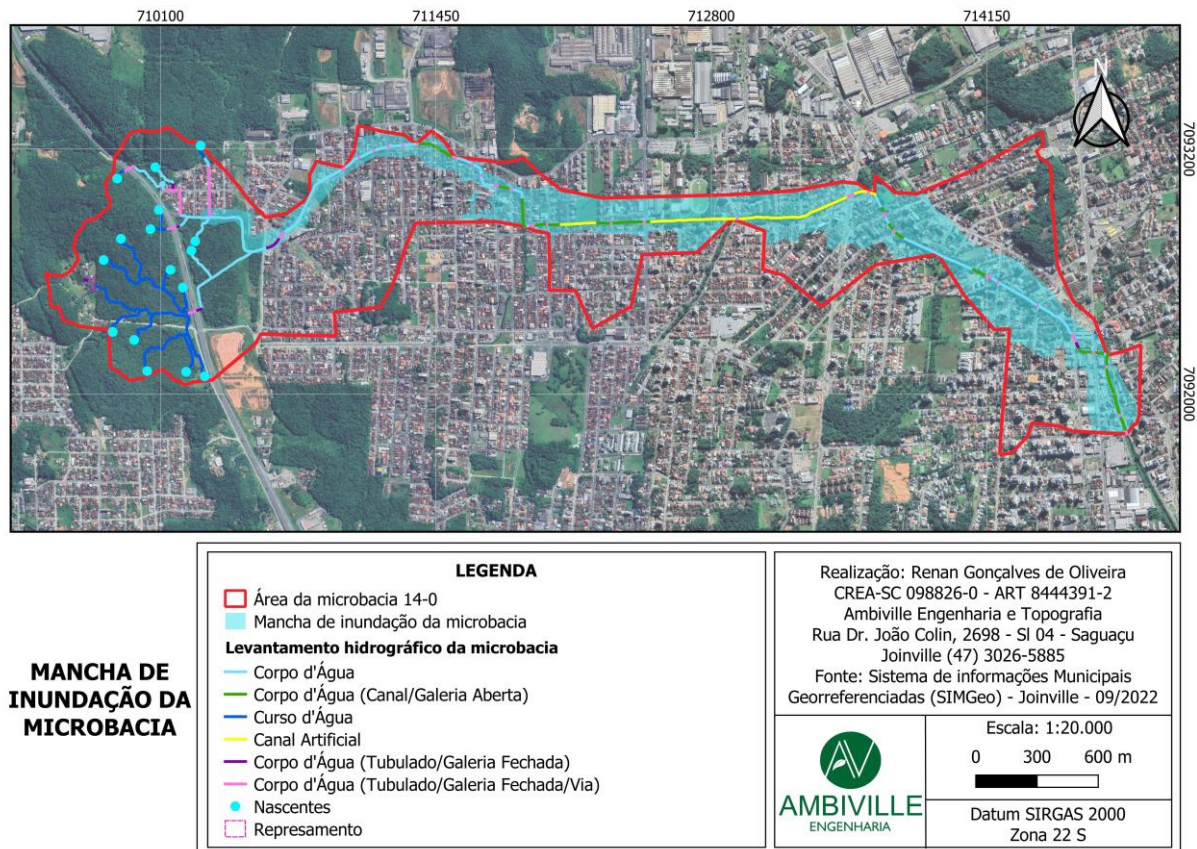 710100
711450
712800
714150
N
7093200
7092000
MANCHA DE
INUNDAÇÃO DA
MICROBACIA
LEGENDA
Área da microbacia 14-0
Mancha de inundação da microbacia
Levantamento hidrográfico da microbacia
Corpo d'Água
Corpo d'Água (Canal/Galeria Aberta)
Curso d'Água
Canal Artificial
Corpo d'Água (Tubulado/Galeria Fechada)
Corpo d'Água (Tubulado/Galeria Fechada/Via)
Nascentes
Represamento
Realização: Renan Gonçalves de Oliveira
CREA-SC 098826-0 - ART 8444391-2
Ambiville Engenharia e Topografia
Rua Dr. João Colin, 2698 - Sl 04 - Saguaçu
Joinville (47) 3026-5885
Fonte: Sistema de informações Municipais
Georreferenciadas (SIMGeo) - Joinville - 09/2022
AMBIVILLE
ENGENHARIA
Escala: 1:20.000
0 300 600 m
Datum SIRGAS 2000
Zona 22 S